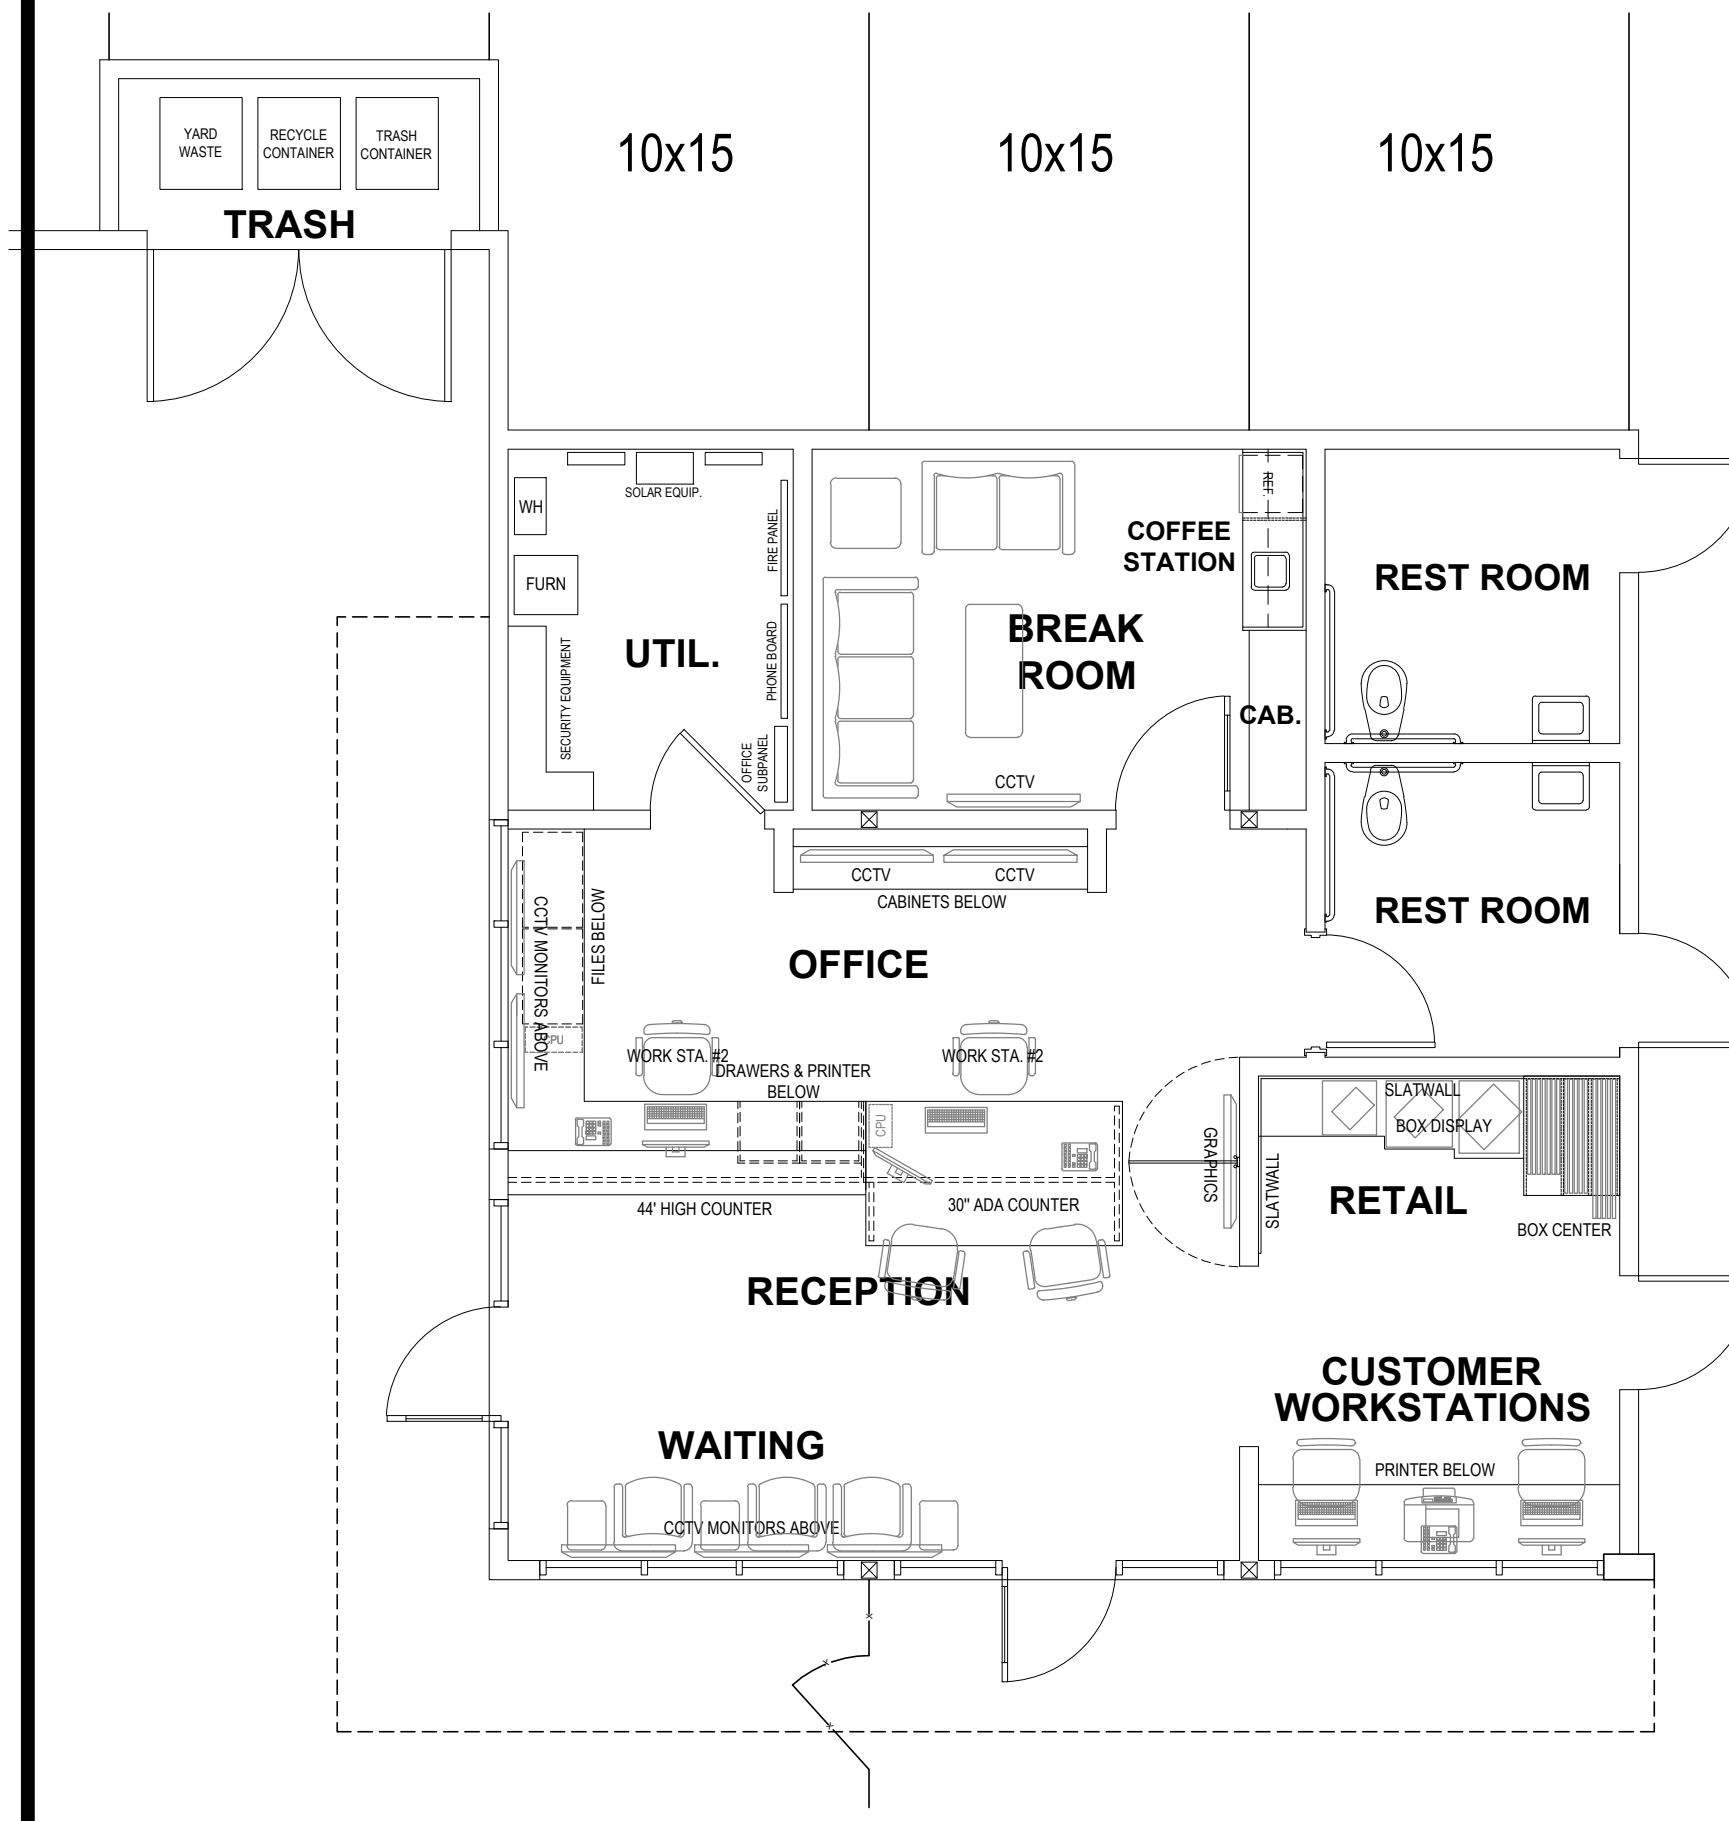 YARD
WASTE
RECYCLE
CONTAINER
TRASH
CONTAINER
TRASH
10x15
10x15
10x15
SOLAR EQUIP.
WH
FURN
SECURITY EQUIPMENT
UTIL.
FIRE PANEL
PHONE BOARD
OFFICE
SUBPANEL
REF.
COFFEE
STATION
BREAK
ROOM
CAB.
CCTV
REST ROOM
REST ROOM
CCTV
CCTV
CABINETS BELOW
CCTV MONITORS ABOVE
FILES BELOW
CPU
OFFICE
WORK STA. #2
WORK STA. #2
DRAWERS & PRINTER
BELOW
CPU
44' HIGH COUNTER
30" ADA COUNTER
GRAPHICS
SLATWALL
SLATWALL
BOX DISPLAY
RETAIL
BOX CENTER
RECEPTION
CUSTOMER
WORKSTATIONS
WAITING
PRINTER BELOW
CCTV MONITORS ABOVE